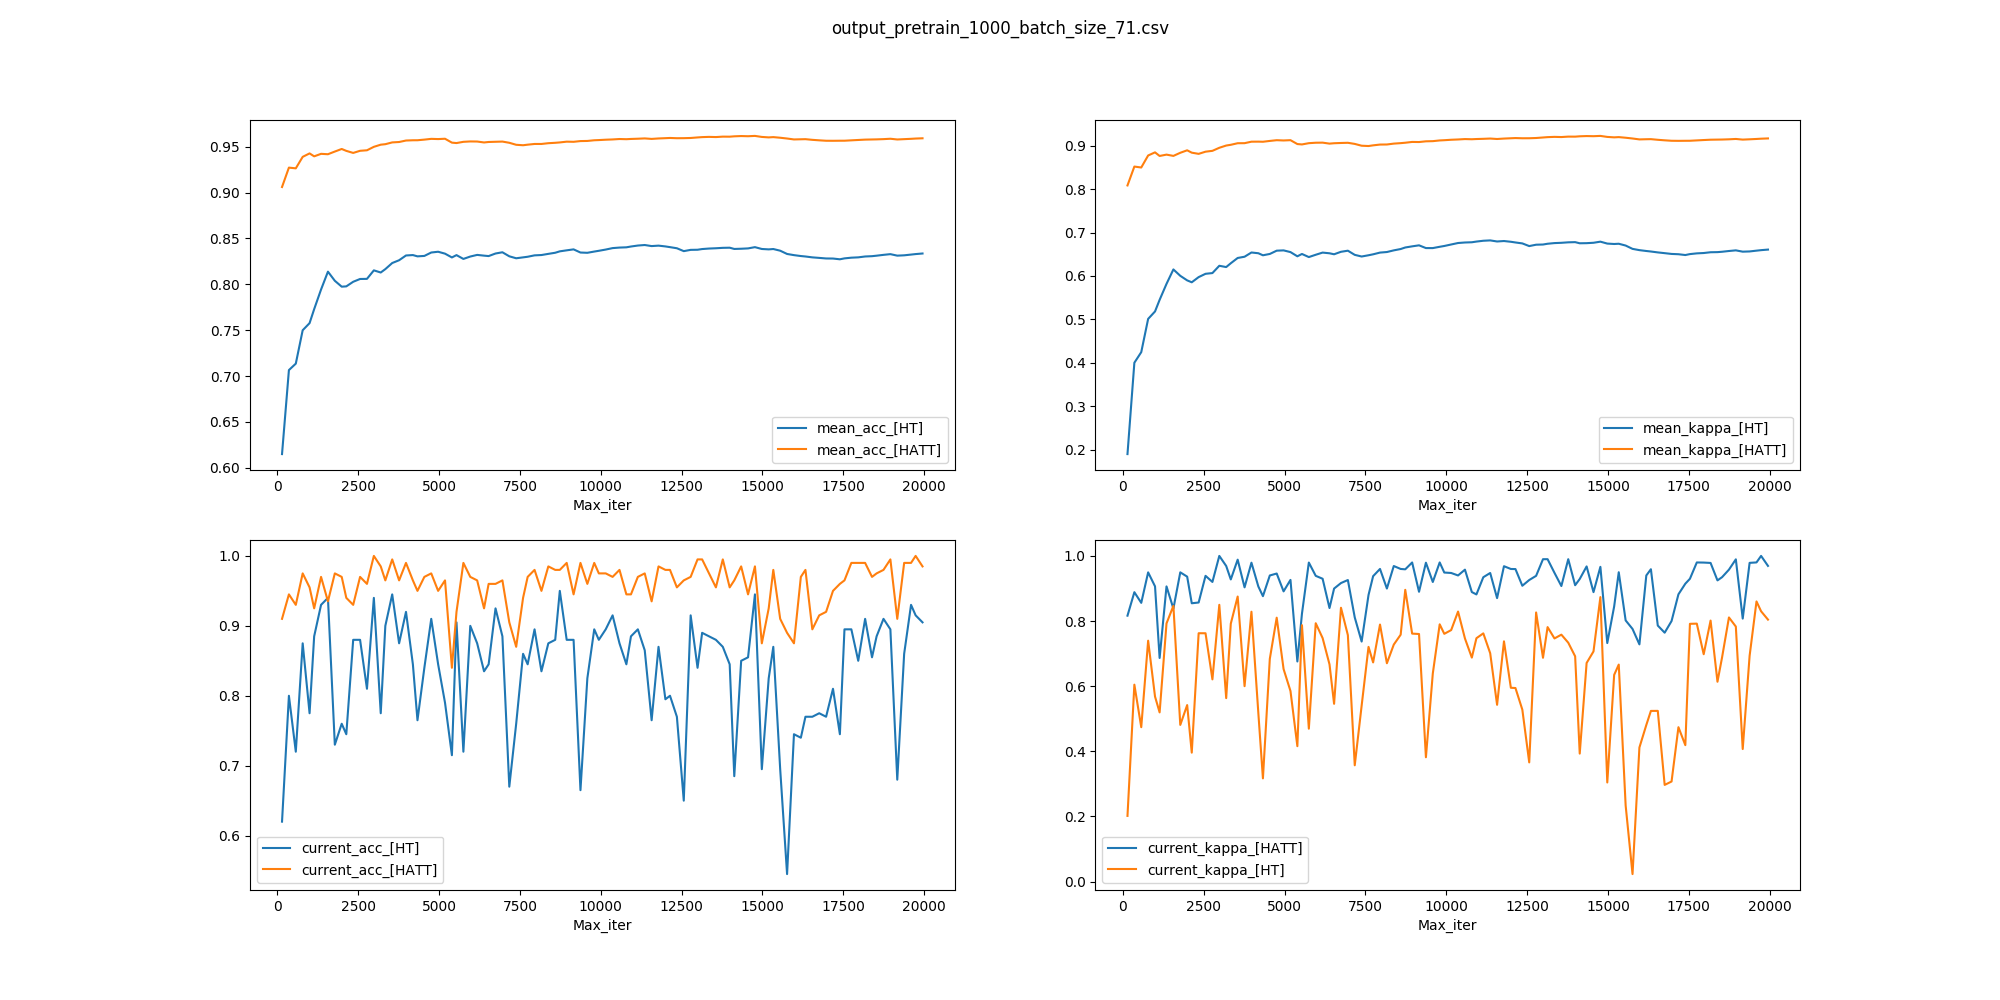 output_pretrain_1000_batch_size_71.csv
0.95
0.90
0.85
0.80
0.75
0.70
0.65
0.60
mean_acc_[HT]
mean_acc_[HATT]
0 2500 5000 7500 10000 12500 15000 17500 20000
Max_iter
0.9
0.8
0.7
0.6
0.5
0.4
0.3
0.2
mean_kappa_[HT]
mean_kappa_[HATT]
0 2500 5000 7500 10000 12500 15000 17500 20000
Max_iter
1.0
0.9
0.8
0.7
0.6
current_acc_[HT]
current_acc_[HATT]
0 2500 5000 7500 10000 12500 15000 17500 20000
Max_iter
1.0
0.8
0.6
0.4
0.2
0.0
current_kappa_[HATT]
current_kappa_[HT]
0 2500 5000 7500 10000 12500 15000 17500 20000
Max_iter